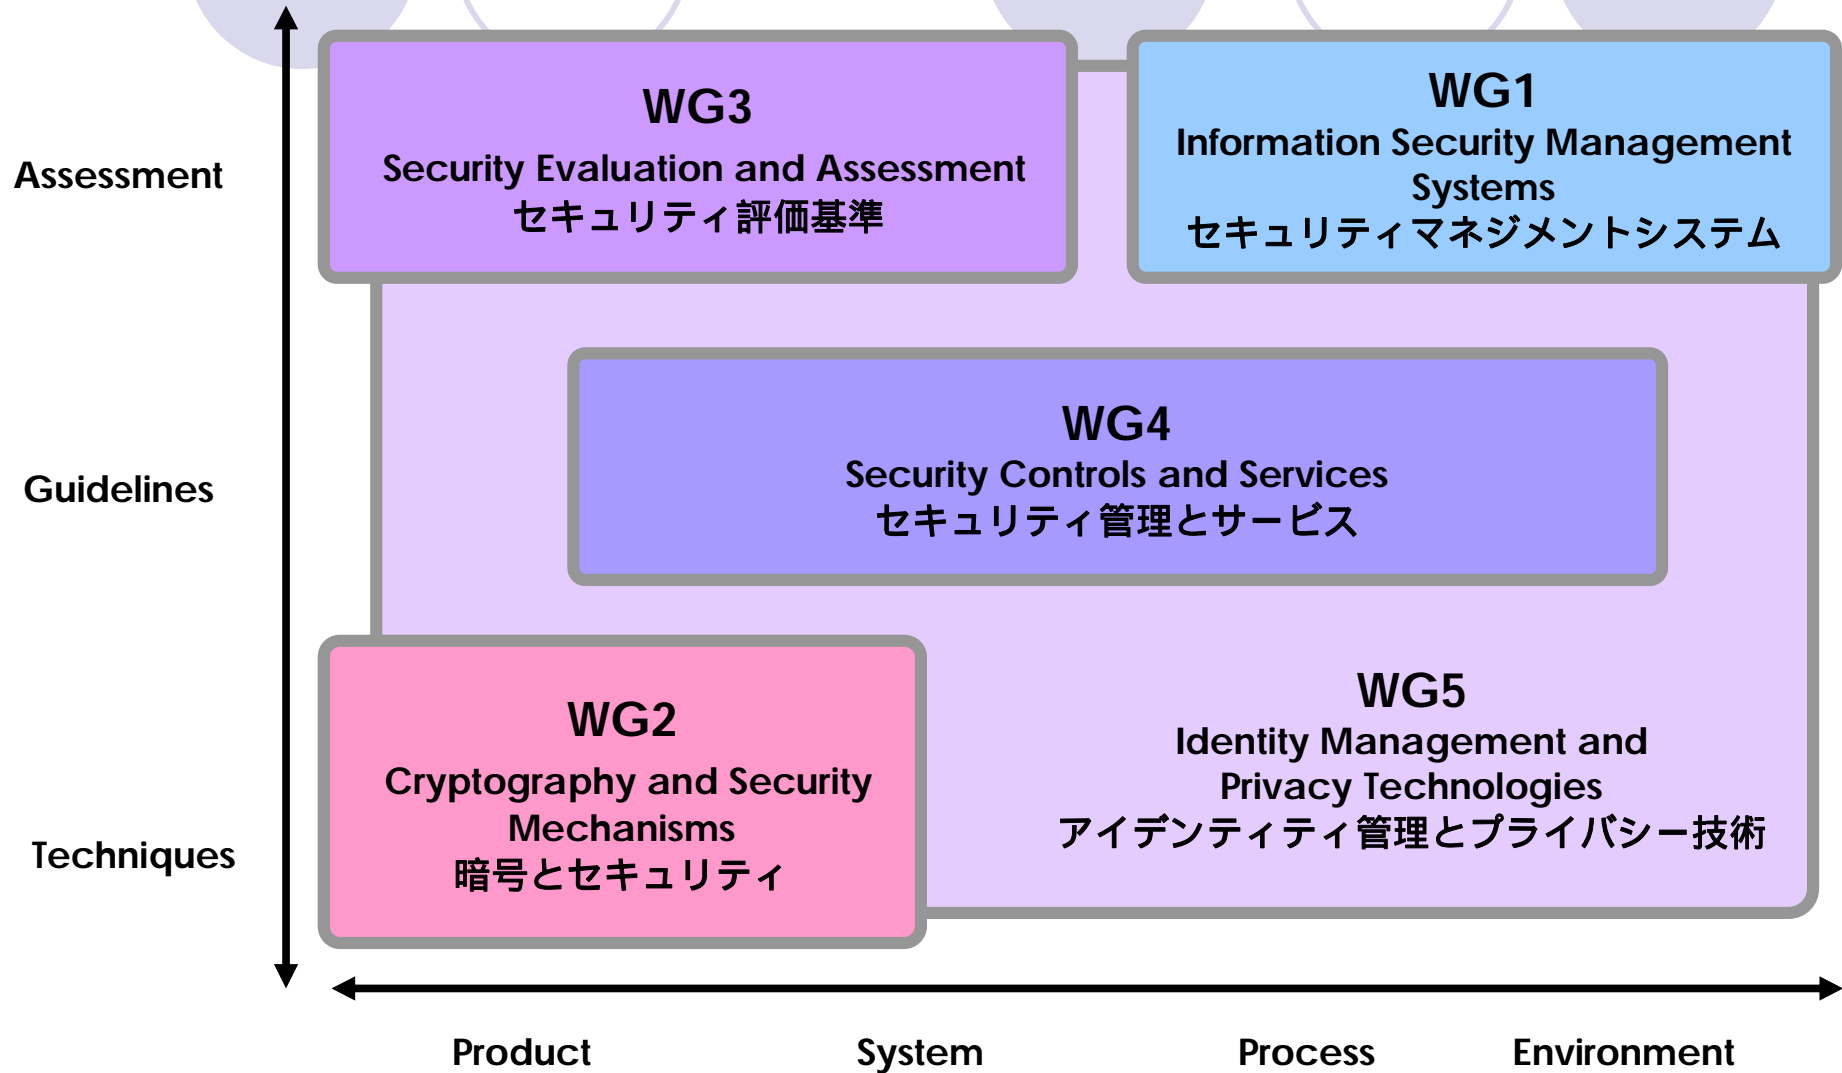 Assessment
WG3
Security Evaluation and Assessment
セキュリティ評価基準
WG1
Information Security Management
Systems
セキュリティマネジメントシステム
Guidelines
WG4
Security Controls and Services
セキュリティ管理とサービス
Techniques
WG2
Cryptography and Security
Mechanisms
暗号とセキュリティ
WG5
Identity Management and
Privacy Technologies
アイデンティティ管理とプライバシー技術
Product
System
Process
Environment